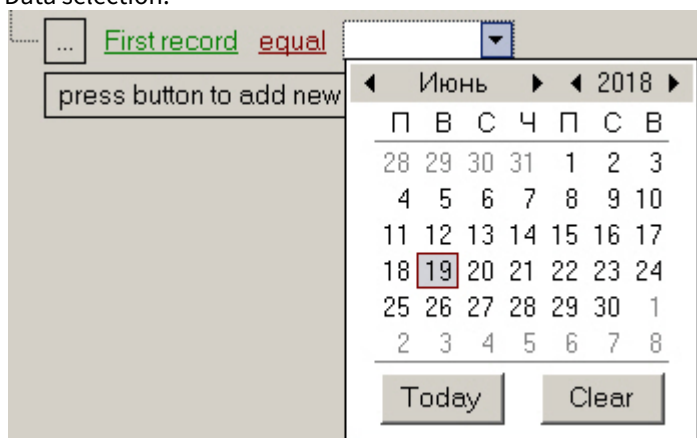 Data selection:
... First record equal
press button to add new
Июнь 2018
П В С Ч П С В
28 29 30 31 1 2 3
4 5 6 7 8 9 10
11 12 13 14 15 16 17
18 19 20 21 22 23 24
25 26 27 28 29 30 1
2 3 4 5 6 7 8
Today Clear